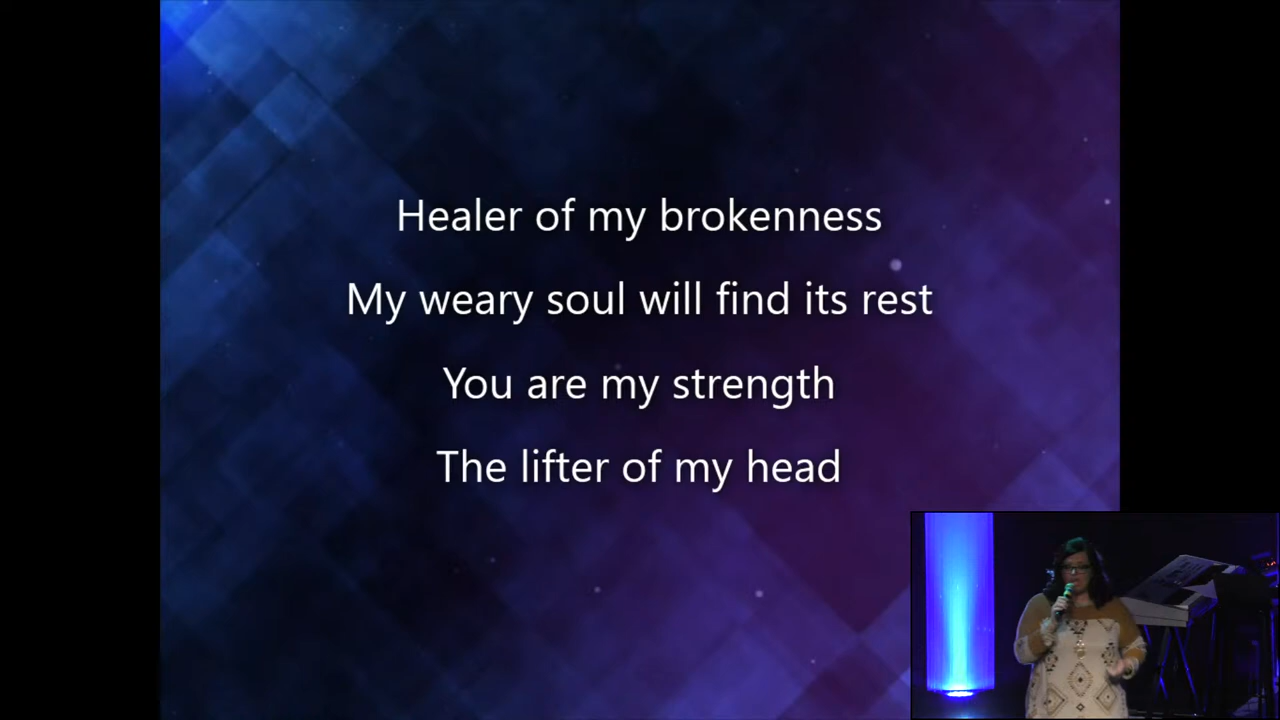 Healer of my brokenness
My weary soul will find its rest
You are my strength
The lifter of my head